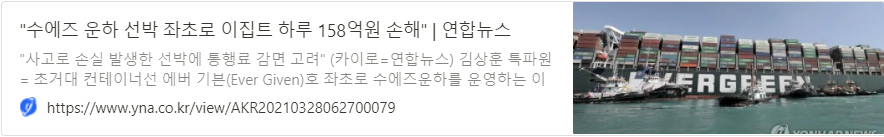 "수에즈 운하 선박 좌초로 이집트 하루 158억원 손해" | 연합뉴스
"사고로 손실 발생한 선박에 통행료 감면 고려" (카이로=연합뉴스) 김상훈 특파원
= 초거대 컨테이너선 에버 기븐(Ever Given)호 좌초로 수에즈운하를 운영하는 이
https://www.yna.co.kr/view/AKR20210328062700079
EVERGREEN
YONHAPNEWS